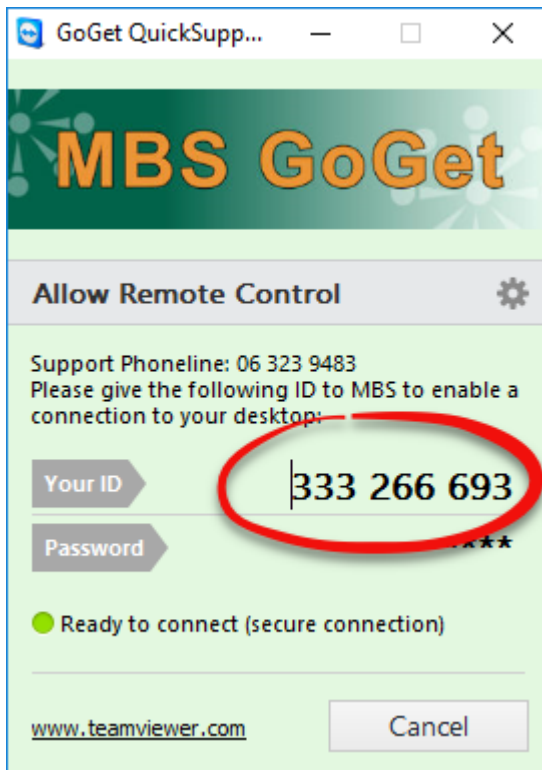 GoGet QuickSupp...
MBS GoGet
Allow Remote Control
Support Phoneline: 06 323 9483
Please give the following ID to MBS to enable a
connection to your desktop:
Your ID 333 266 693
Password ****
Ready to connect (secure connection)
www.teamviewer.com Cancel